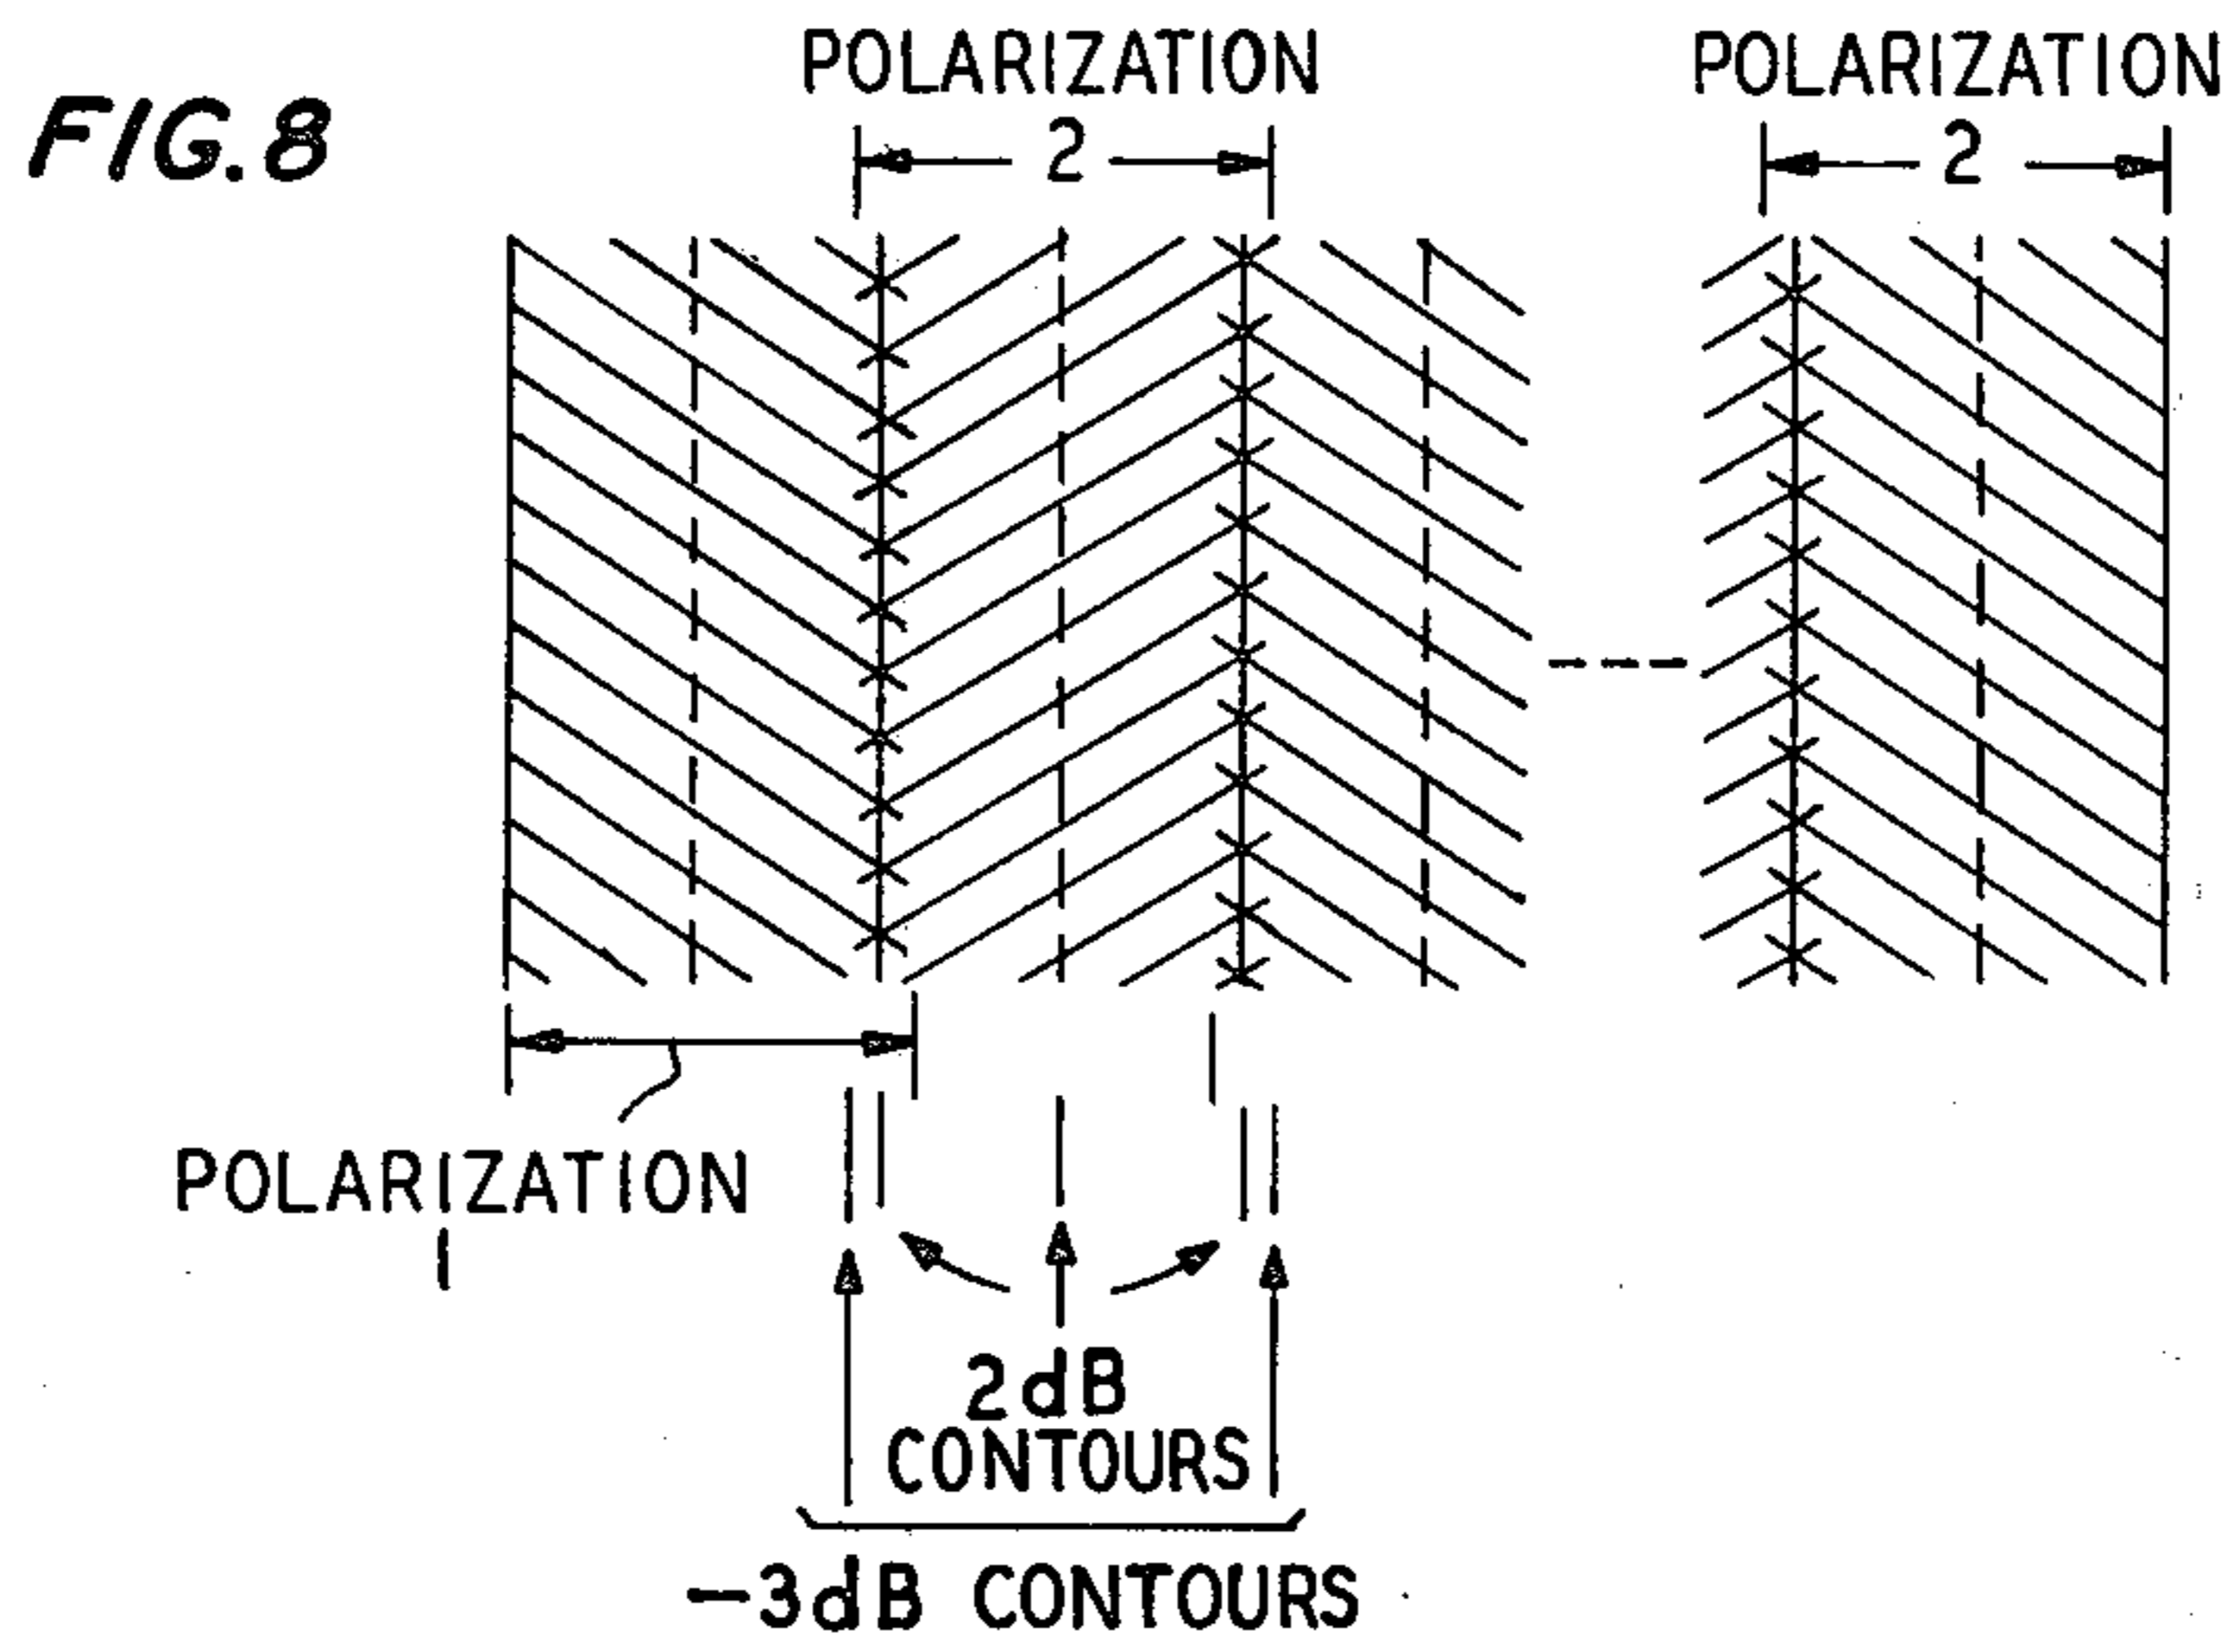 FIG.8
POLARIZATION
2
POLARIZATION
2
POLARIZATION
1
2dB
CONTOURS
-3dB CONTOURS